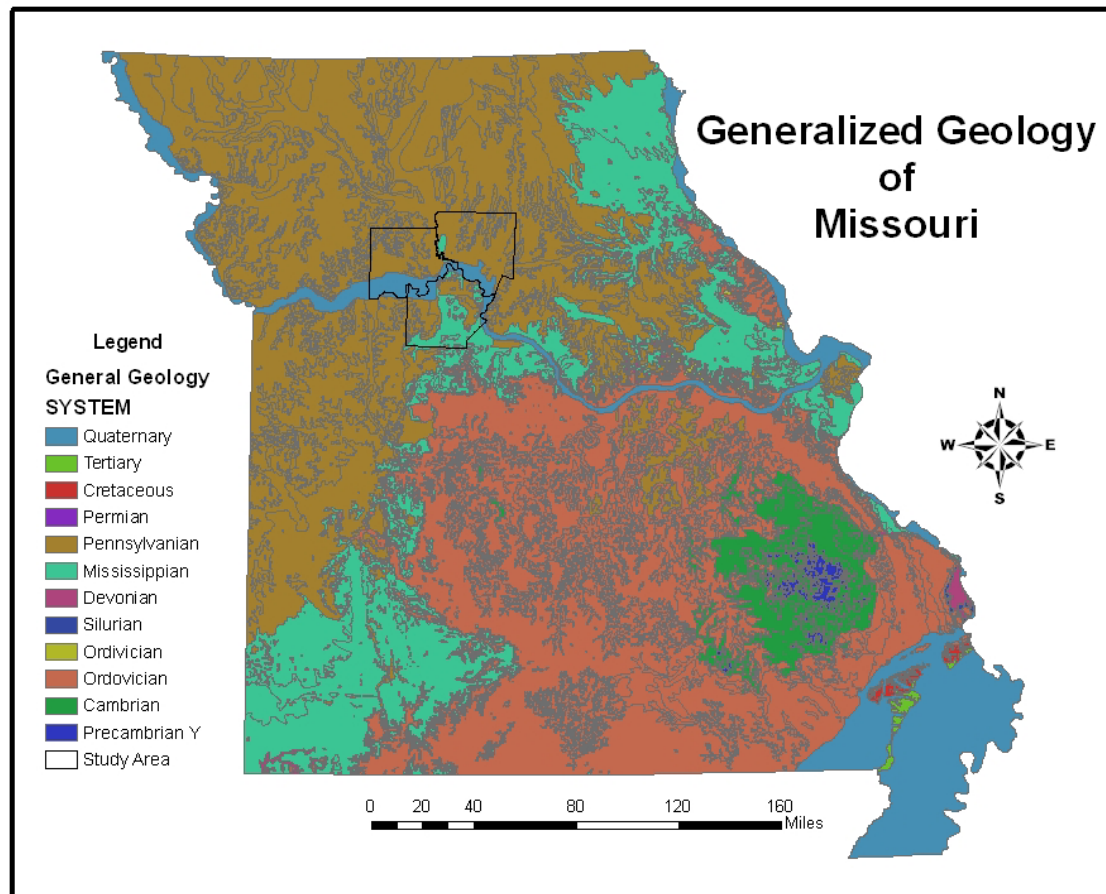 Generalized Geology
of
Missouri
Legend
General Geology
SYSTEM
Quaternary
Tertiary
Cretaceous
Permian
Pennsylvanian
Mississippian
Devonian
Silurian
Ordivician
Ordovician
Cambrian
Precambrian Y
Study Area
N
W E
S
0 20 40 80 120 160
Miles